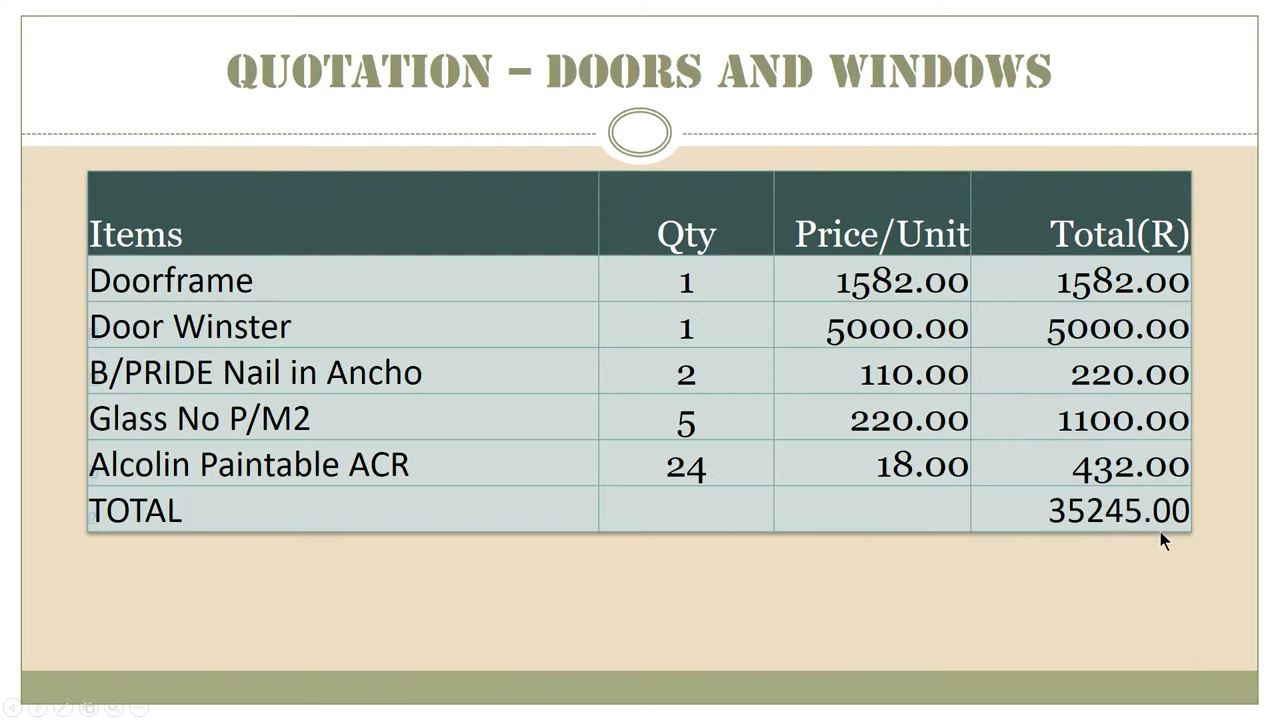 QUOTATION – DOORS AND WINDOWS
Items Qty Price/Unit Total(R)
Doorframe 1 1582.00 1582.00
Door Winster 1 5000.00 5000.00
B/PRIDE Nail in Ancho 2 110.00 220.00
Glass No P/M2 5 220.00 1100.00
Alcolin Paintable ACR 24 18.00 432.00
TOTAL 35245.00